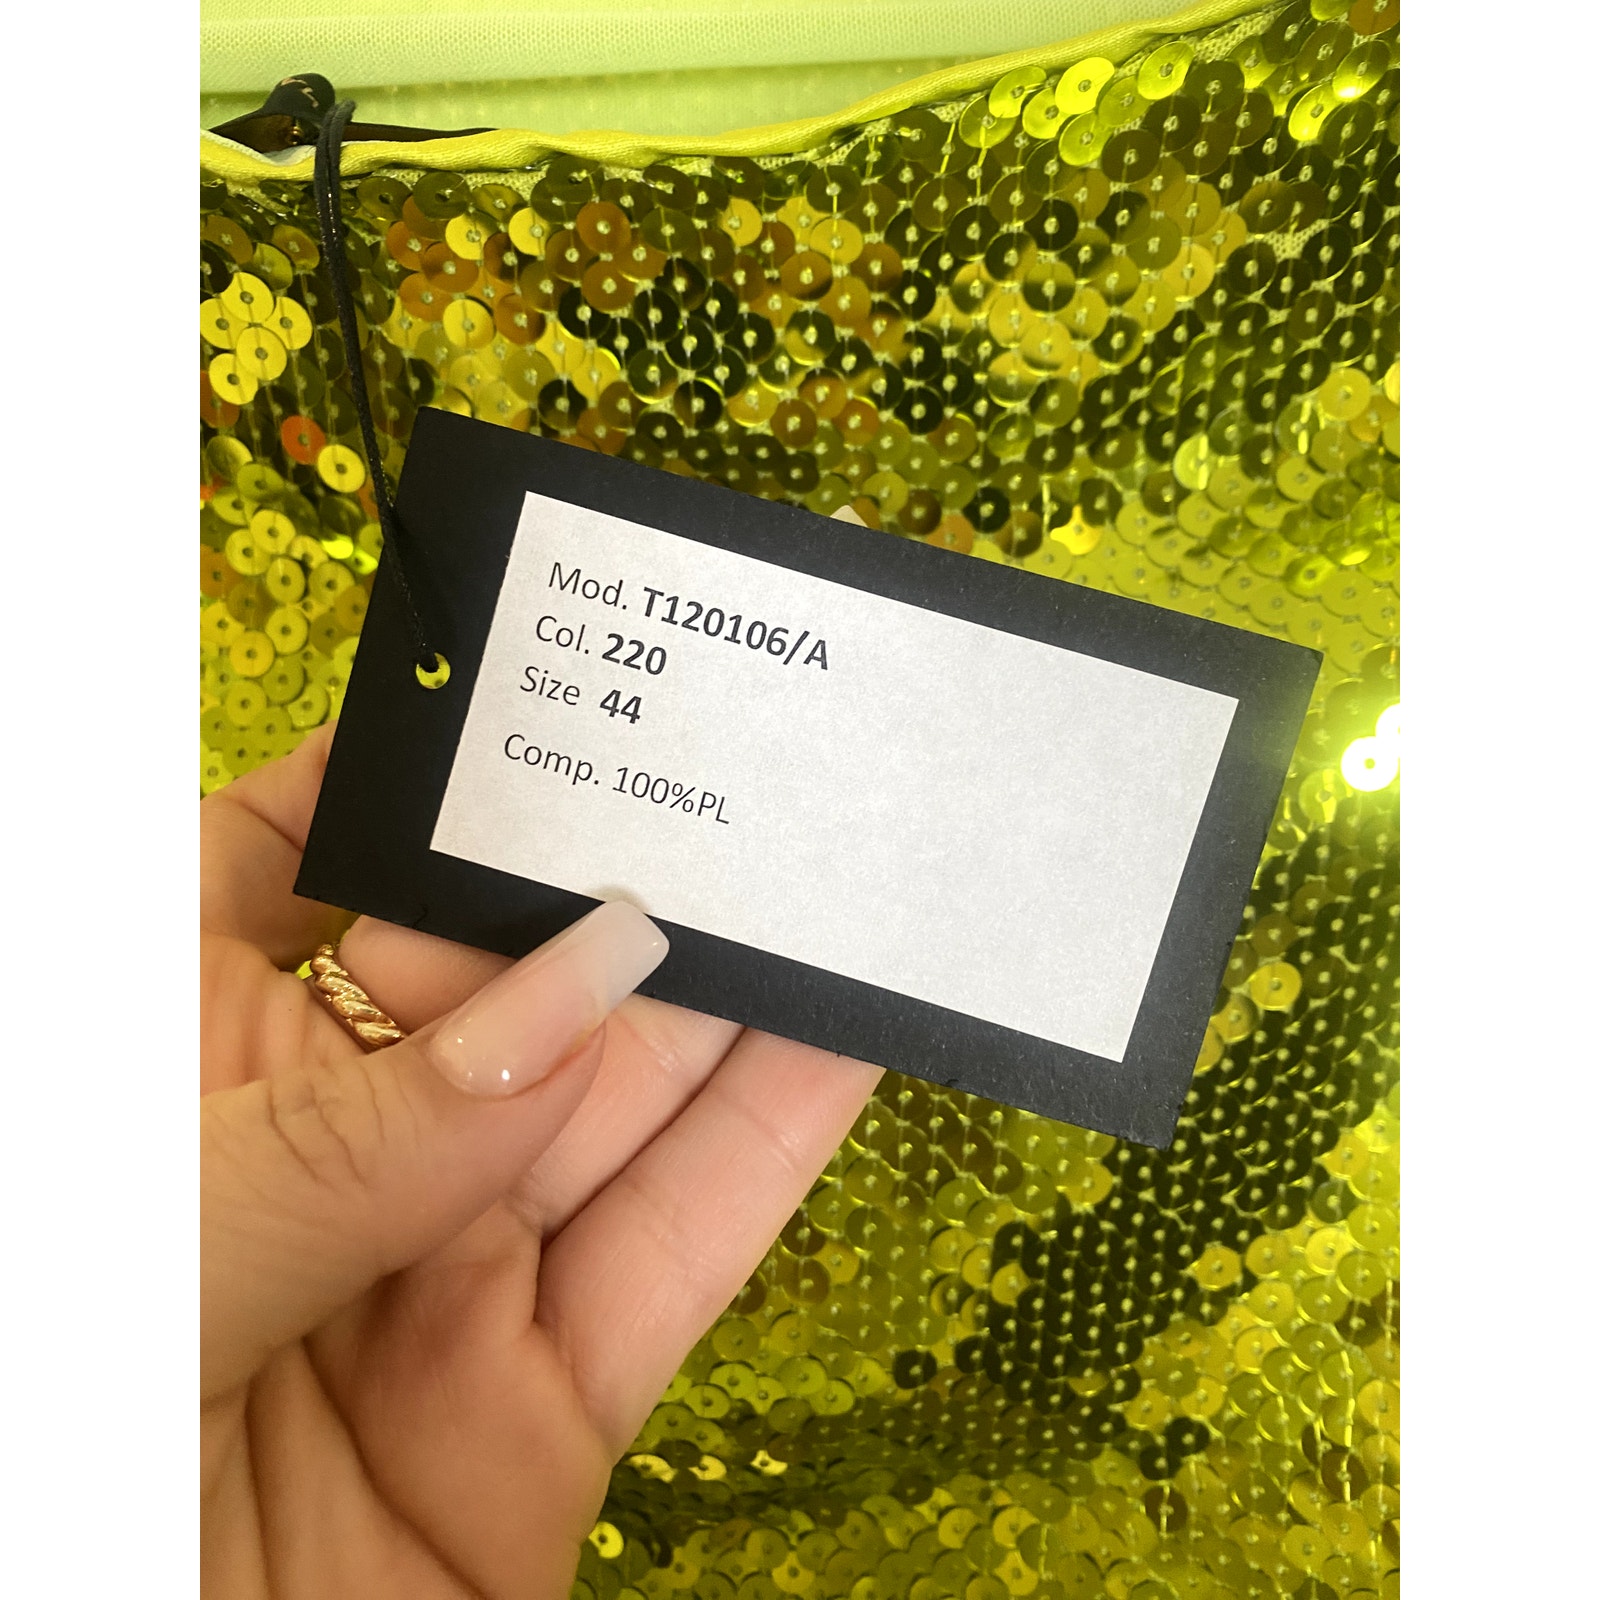 Mod. T120106/A
Col. 220
Size 44
Comp. 100%PL